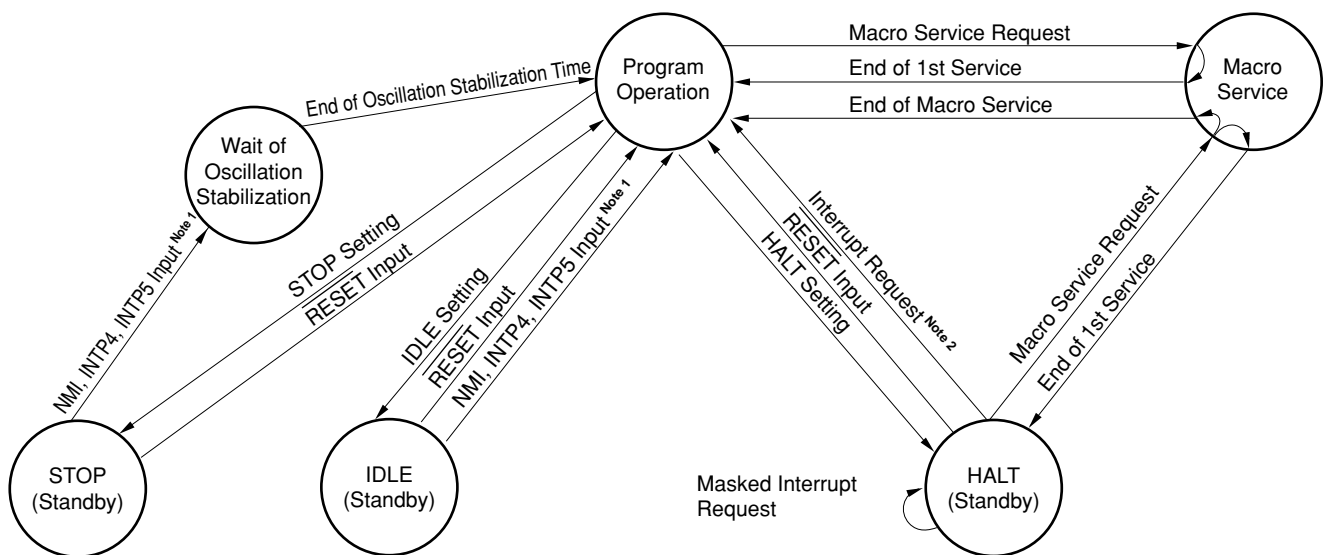 Macro Service Request
End of 1st Service
End of Macro Service
Program
Operation
Macro
Service
End of Oscillation Stabilization Time
Wait of
Oscillation
Stabilization
NMI, INTP4, INTP5 Input Note 1
STOP Setting
RESET Input
IDLE Setting
RESET Input
NMI, INTP4, INTP5 Input Note 1
Interrupt Request Note 2
RESET Input
HALT Setting
Macro Service Request
End of 1st Service
STOP
(Standby)
IDLE
(Standby)
Masked Interrupt
Request
HALT
(Standby)